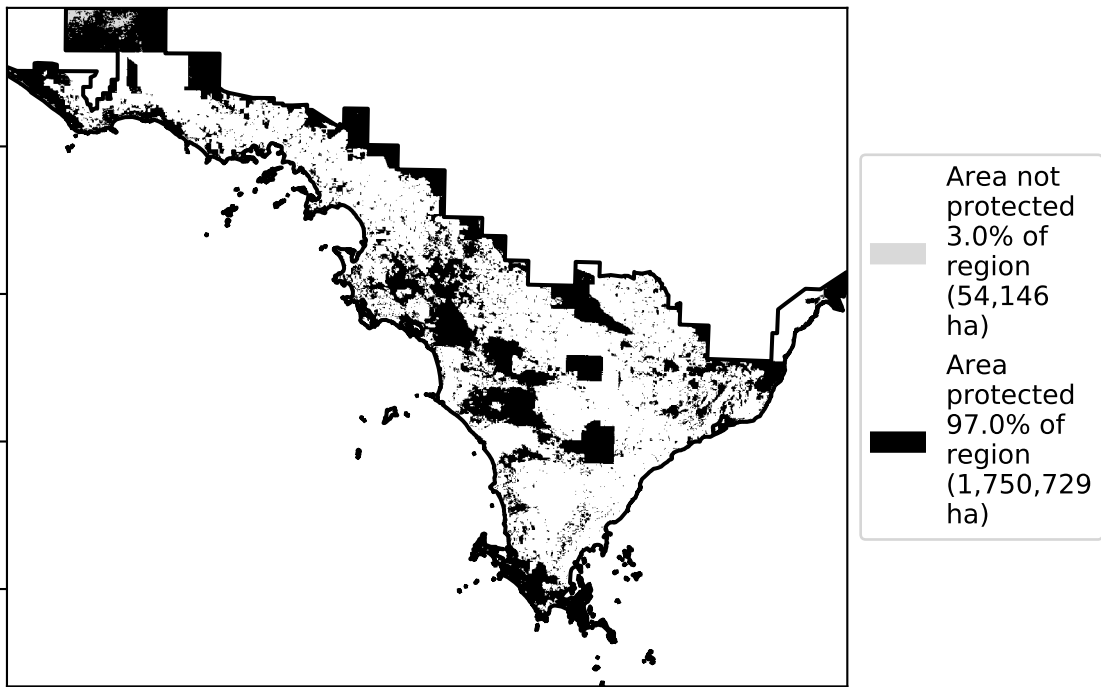 Area not
protected
3.0% of
region
(54,146
ha)
Area
protected
97.0% of
region
(1,750,729
ha)